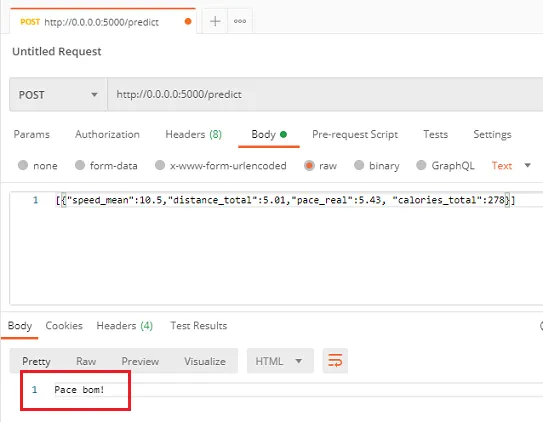 POST http://0.0.0.0:5000/predict
Untitled Request
POST http://0.0.0.0:5000/predict
Params Authorization Headers (8) Body Pre-request Script Tests Settings
none form-data x-www-form-urlencoded raw binary GraphQL Text
1 [{"speed_mean":10.5,"distance_total":5.01,"pace_real":5.43, "calories_total":278}]
Body Cookies Headers (4) Test Results
Pretty Raw Preview Visualize HTML
1 Pace bom!